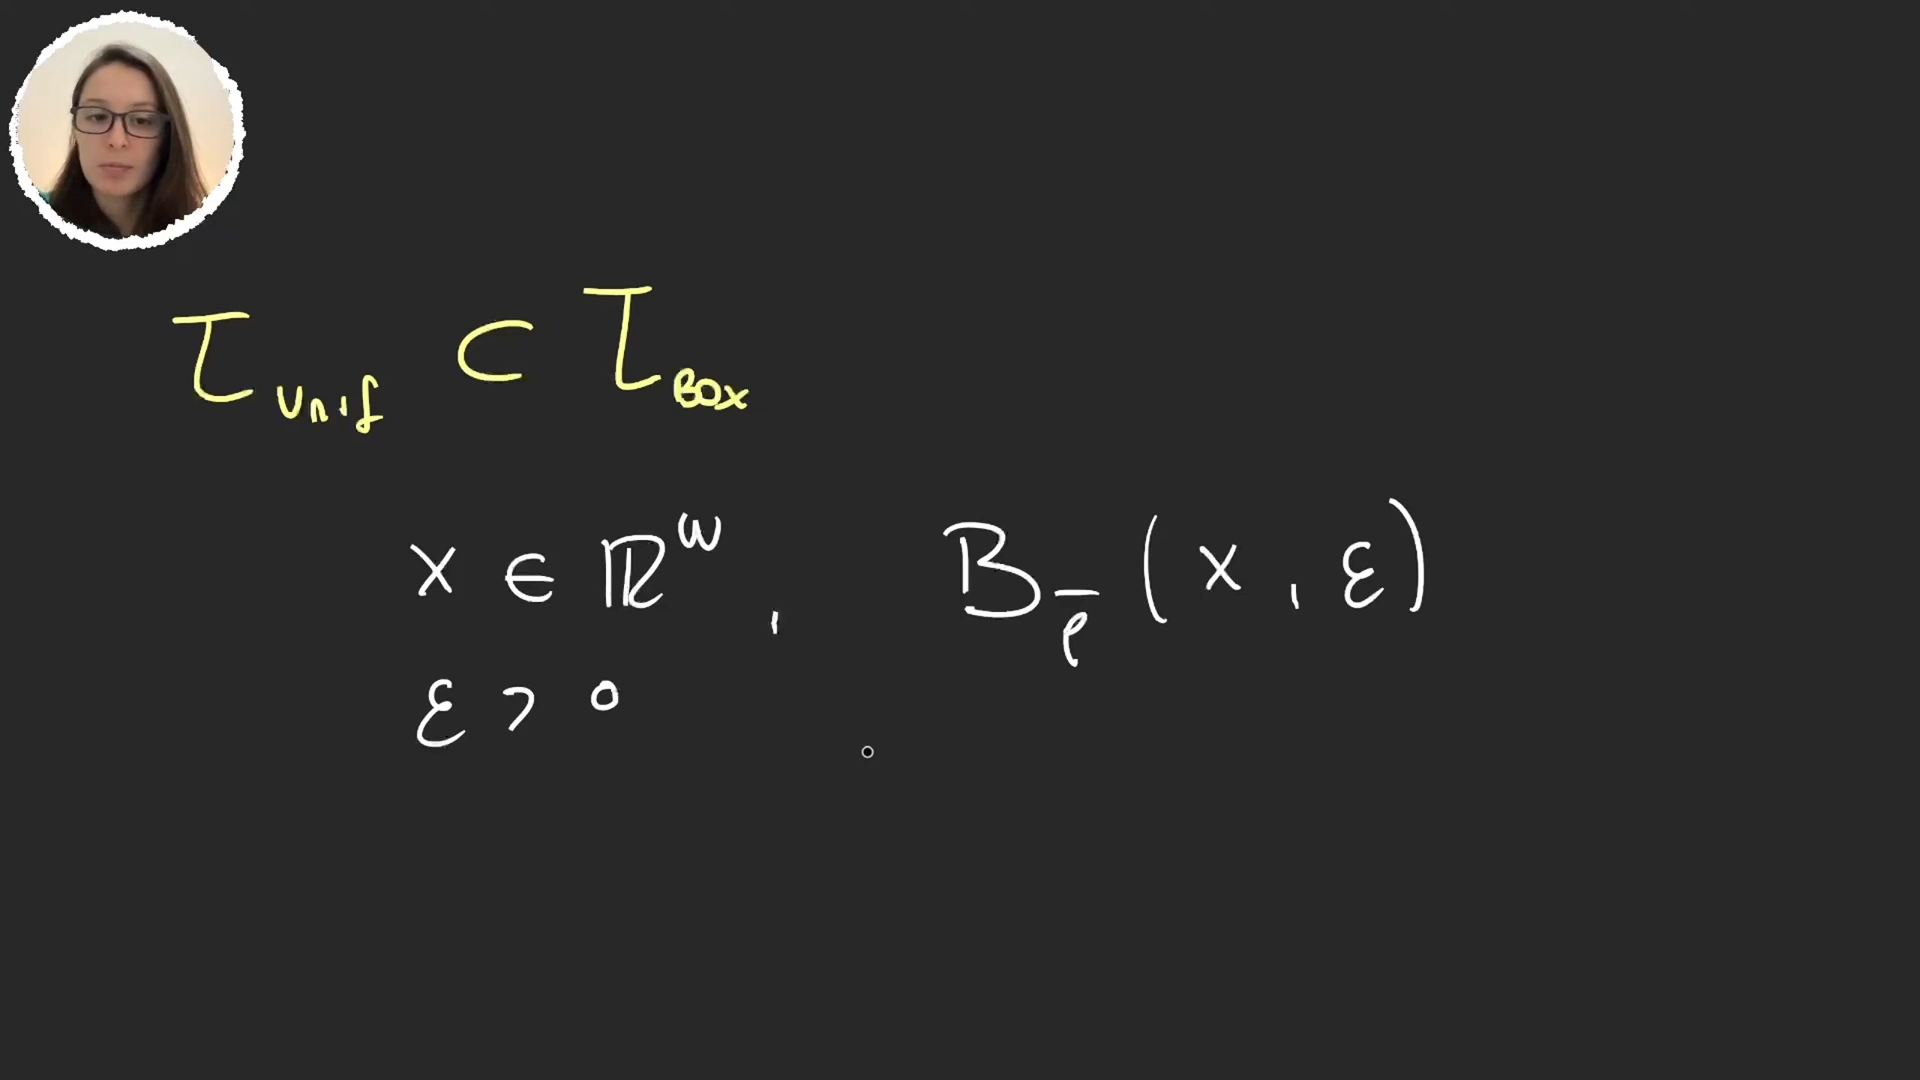 τ_Unif ⊂ τ_Box
x ∈ ℝ^ω , B_ρ̄ ( x , ε )
ε > 0